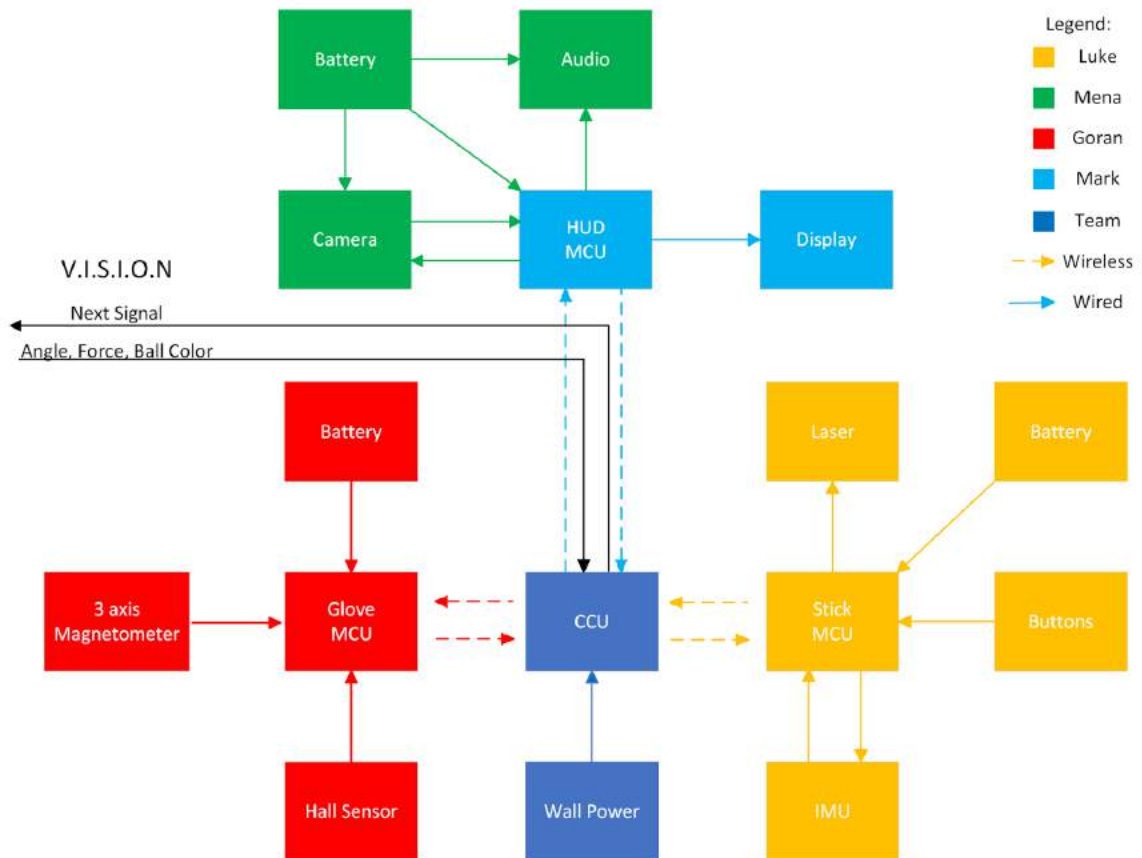 Legend:
Luke
Mena
Goran
Mark
Team
Wireless
Wired
Battery
Audio
Camera
HUD
MCU
Display
V.I.S.I.O.N
Next Signal
Angle, Force, Ball Color
Battery
Laser
Battery
3 axis
Magnetometer
Glove
MCU
CCU
Stick
MCU
Buttons
Hall Sensor
Wall Power
IMU